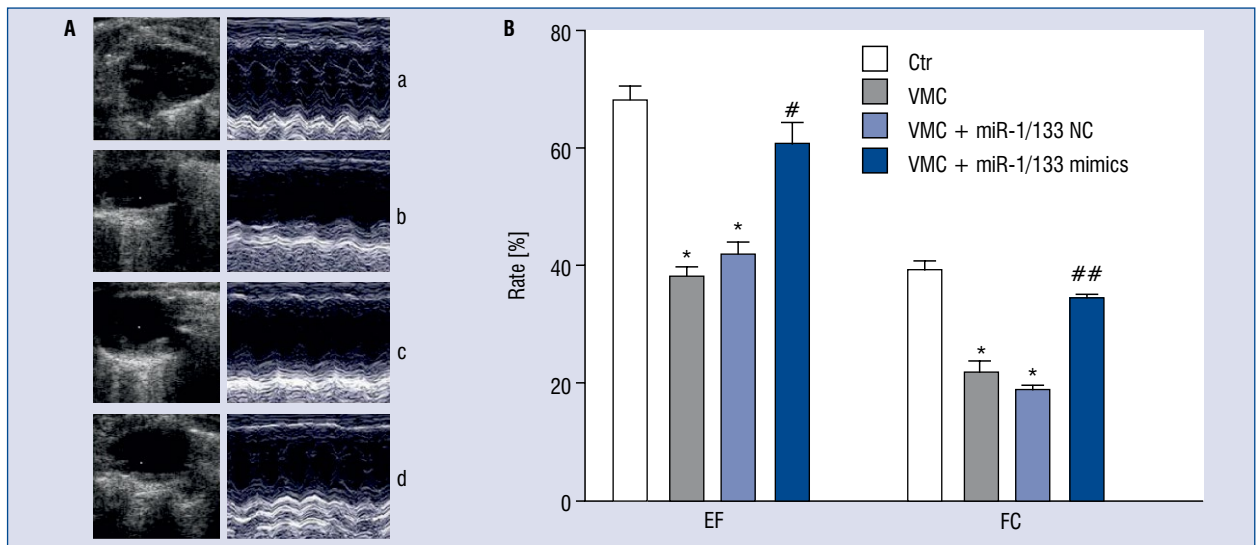 A
a
b
c
d
B
Rate [%]
80
60
40
20
0
Ctr
VMC
VMC + miR-1/133 NC
VMC + miR-1/133 mimics
*
*
#
*
*
##
EF
FC